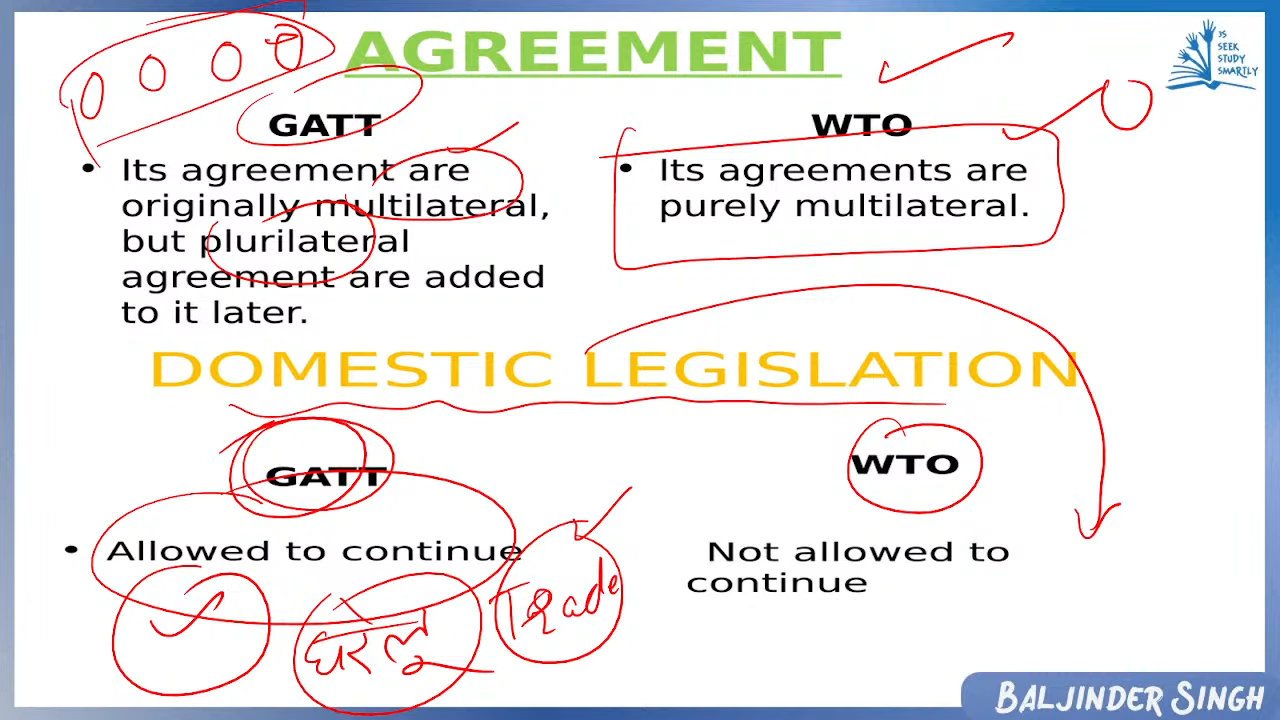 AGREEMENT
JS
SEEK
STUDY
SMARTLY
GATT
• Its agreement are
originally multilateral,
but plurilateral
agreement are added
to it later.
WTO
• Its agreements are
purely multilateral.
DOMESTIC LEGISLATION
GATT
• Allowed to continue
घरेलू
Trade
WTO
Not allowed to
continue
BALJINDER SINGH